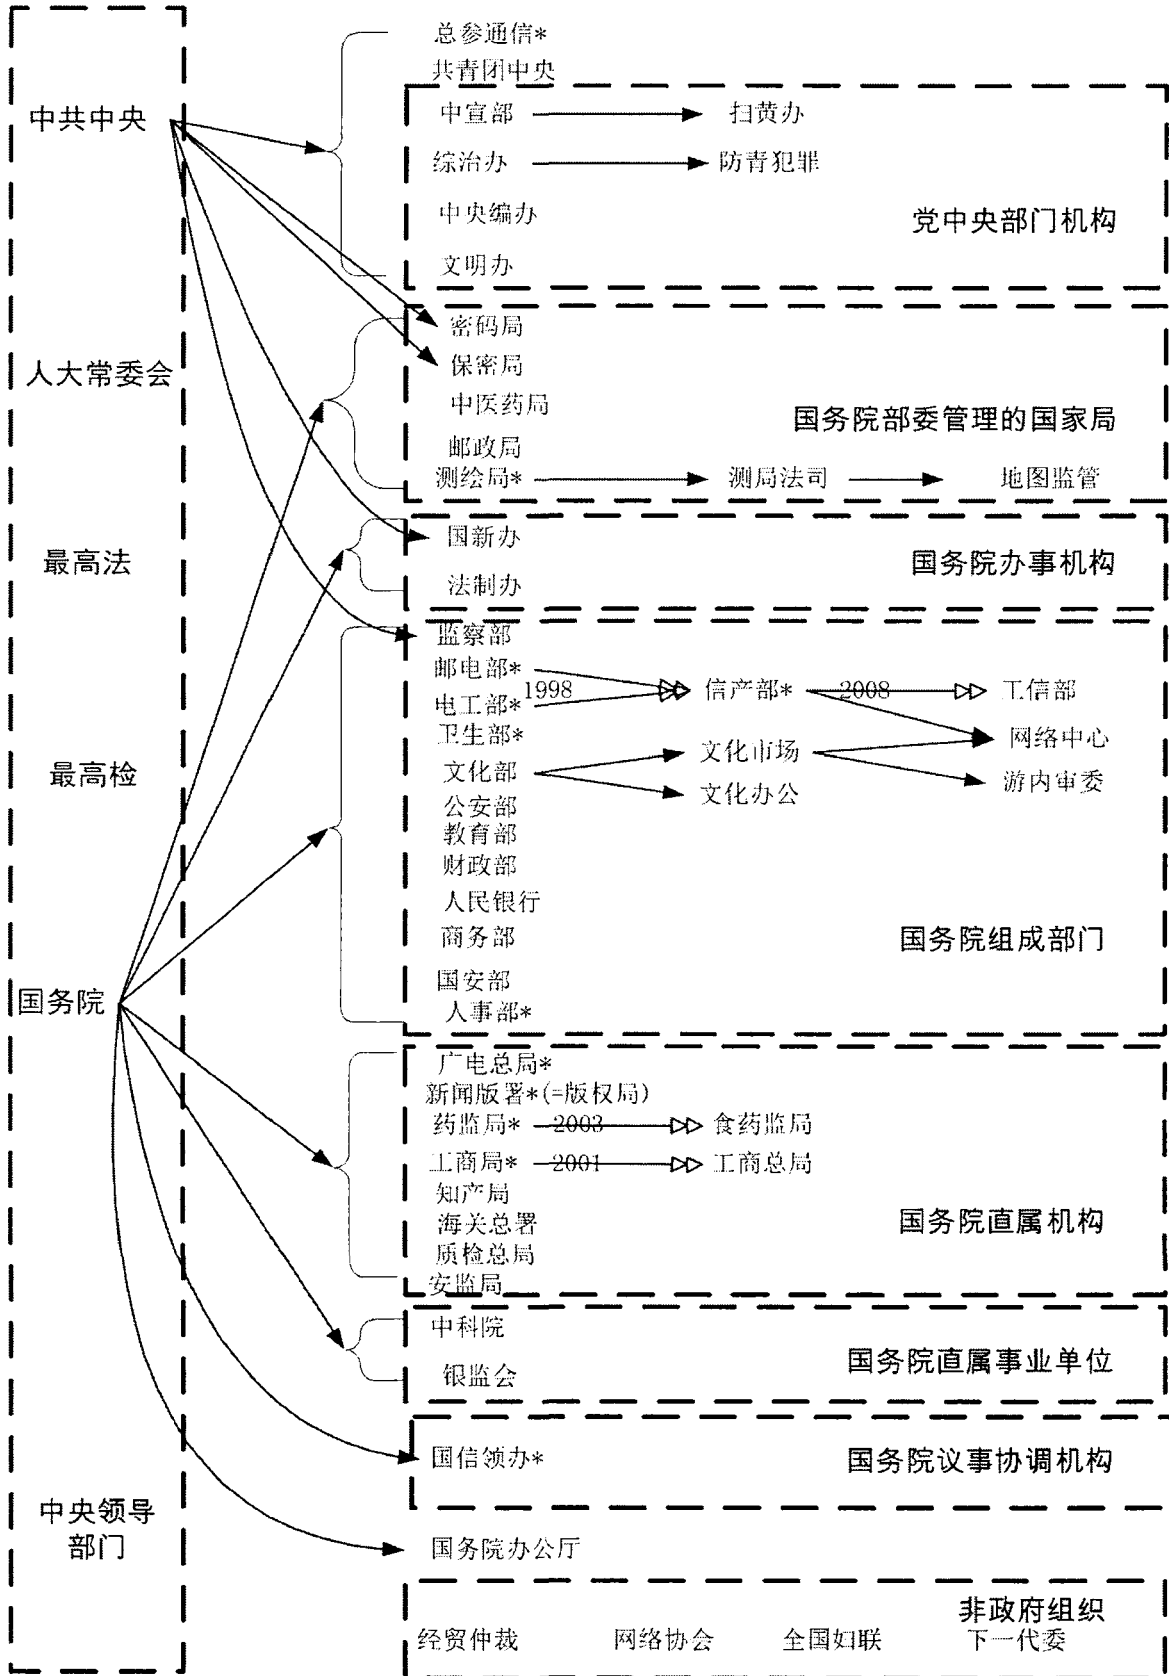 总参通信*
共青团中央
中共中央
中宣部 扫黄办
综治办 防青犯罪
中央编办
党中央部门机构
文明办
密码局
保密局
人大常委会
中医药局
国务院部委管理的国家局
邮政局
测绘局* 测局法司 地图监管
国新办
最高法
国务院办事机构
法制办
监察部
邮电部*
1998 信产部* 2008 工信部
电工部*
卫生部*
网络中心
文化市场
最高检
文化部
游内审委
文化办公
公安部
教育部
财政部
人民银行
商务部
国务院组成部门
国安部
国务院
人事部*
广电总局*
新闻版署*(=版权局)
药监局* 2003 食药监局
工商局* 2001 工商总局
知产局
海关总署
国务院直属机构
质检总局
安监局
中科院
国务院直属事业单位
银监会
国信领办*
国务院议事协调机构
中央领导
部门
国务院办公厅
非政府组织
经贸仲裁 网络协会 全国妇联 下一代委